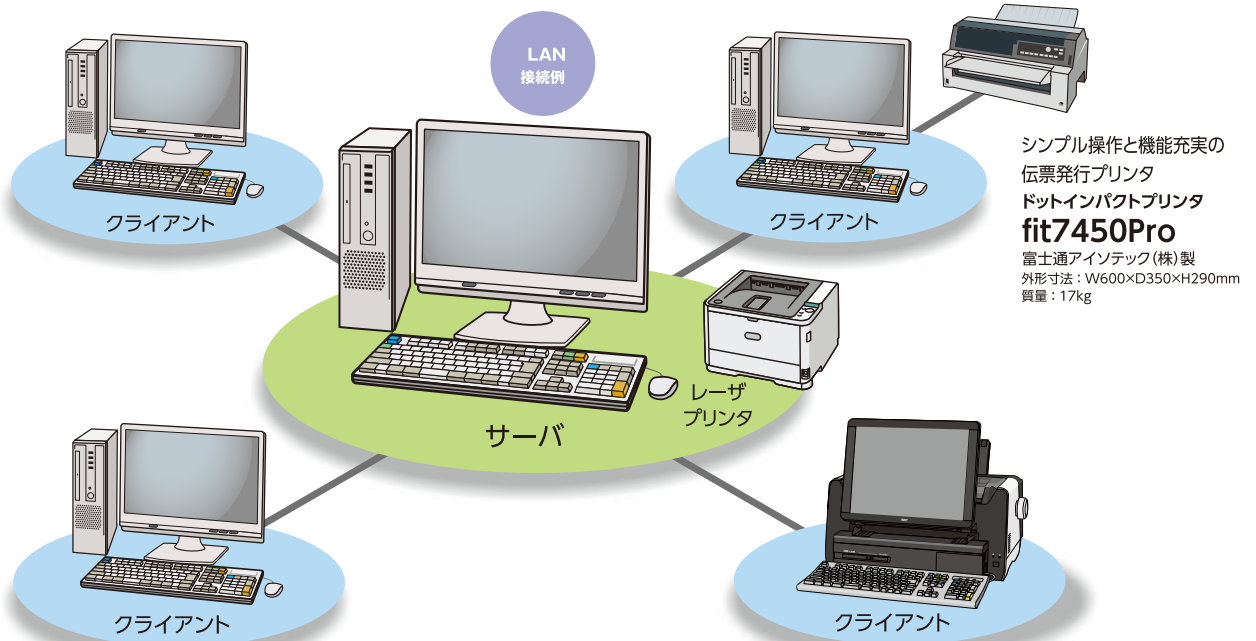 LAN
接続例
クライアント
クライアント
シンプル操作と機能充実の
伝票発行プリンタ
ドットインパクトプリンタ
fit7450Pro
富士通アイソテック(株)製
外形寸法：W600×D350×H290mm
質量：17kg
レーザ
プリンタ
サーバ
クライアント
クライアント